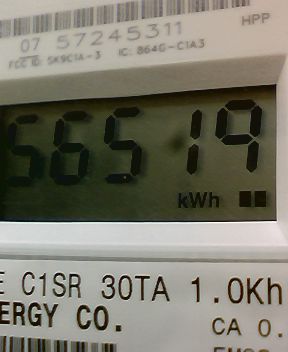 07 57245311
HPP
FCC ID: SK9C1A-3 IC: 864G-C1A3
56519
kWh
E C1SR 30TA 1.0Kh
ERGY CO.
CA 0.